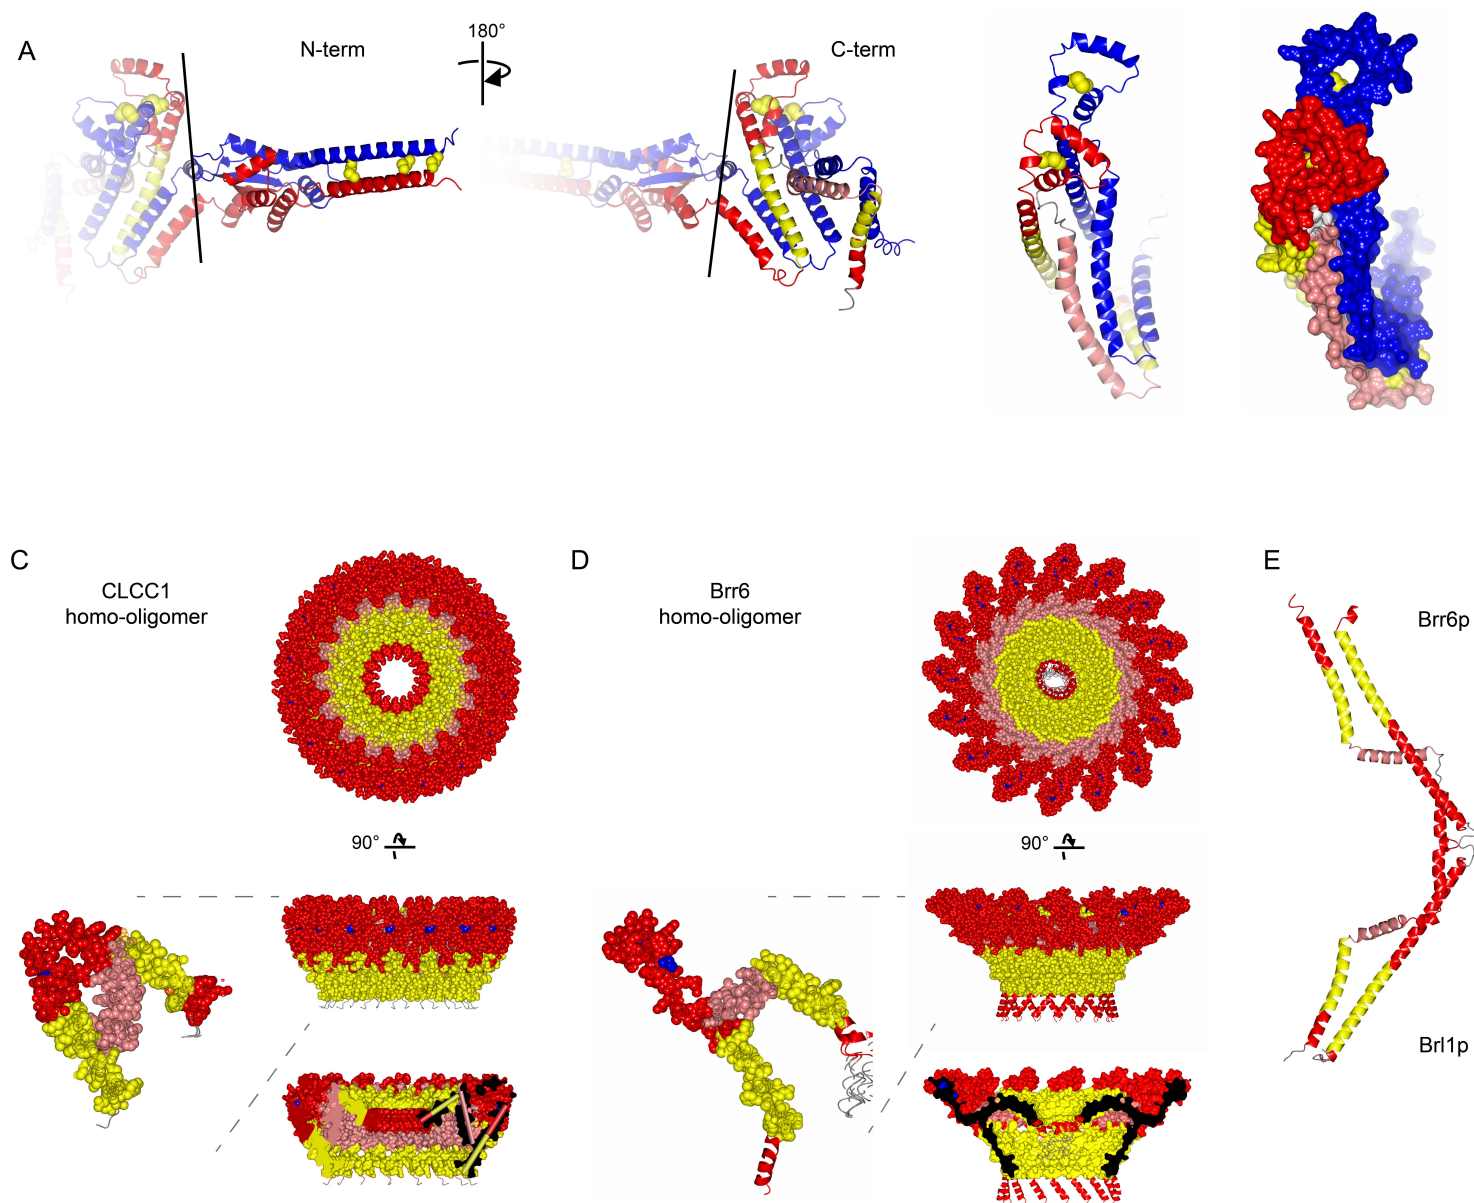 A
N-term
180°
C-term
C
CLCC1
homo-oligomer
90°
D
Brr6
homo-oligomer
90°
E
Brr6p
Brl1p